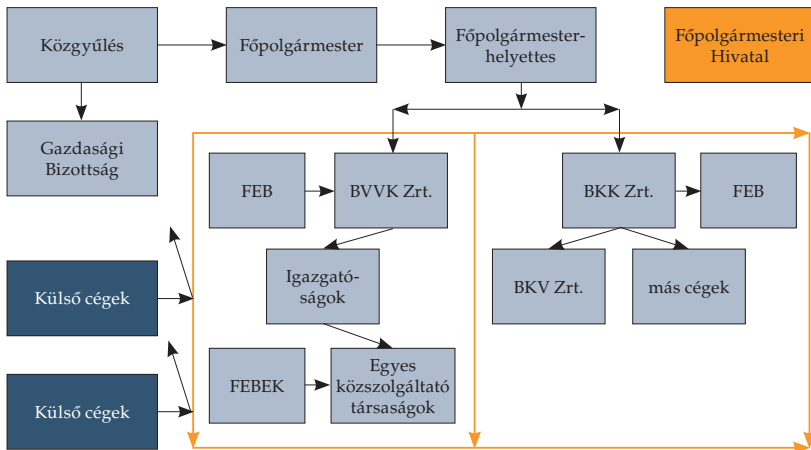 Közgyűlés
Főpolgármester
Főpolgármester-
helyettes
Főpolgármesteri
Hivatal
Gazdasági
Bizottság
FEB
BVVK Zrt.
BKK Zrt.
FEB
Külső cégek
Igazgató-
ságok
BKV Zrt.
más cégek
Külső cégek
FEBEK
Egyes
közszolgáltató
társaságok